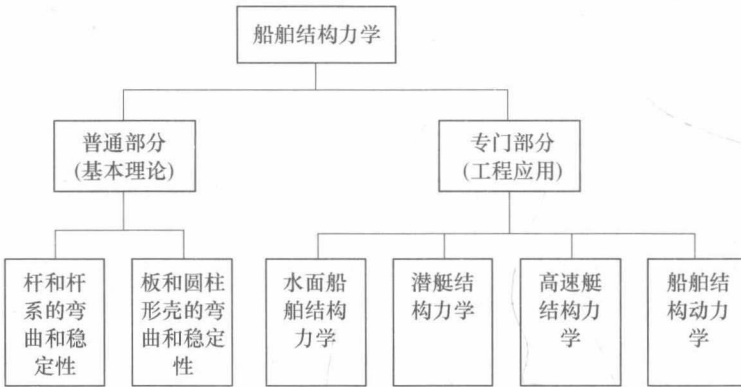 船舶结构力学
普通部分
(基本理论)
专门部分
(工程应用)
杆和杆
系的弯
曲和稳
定性
板和圆柱
形壳的弯
曲和稳定
性
水面船
舶结构
力学
潜艇结
构力学
高速艇
结构力
学
船舶结
构动力
学